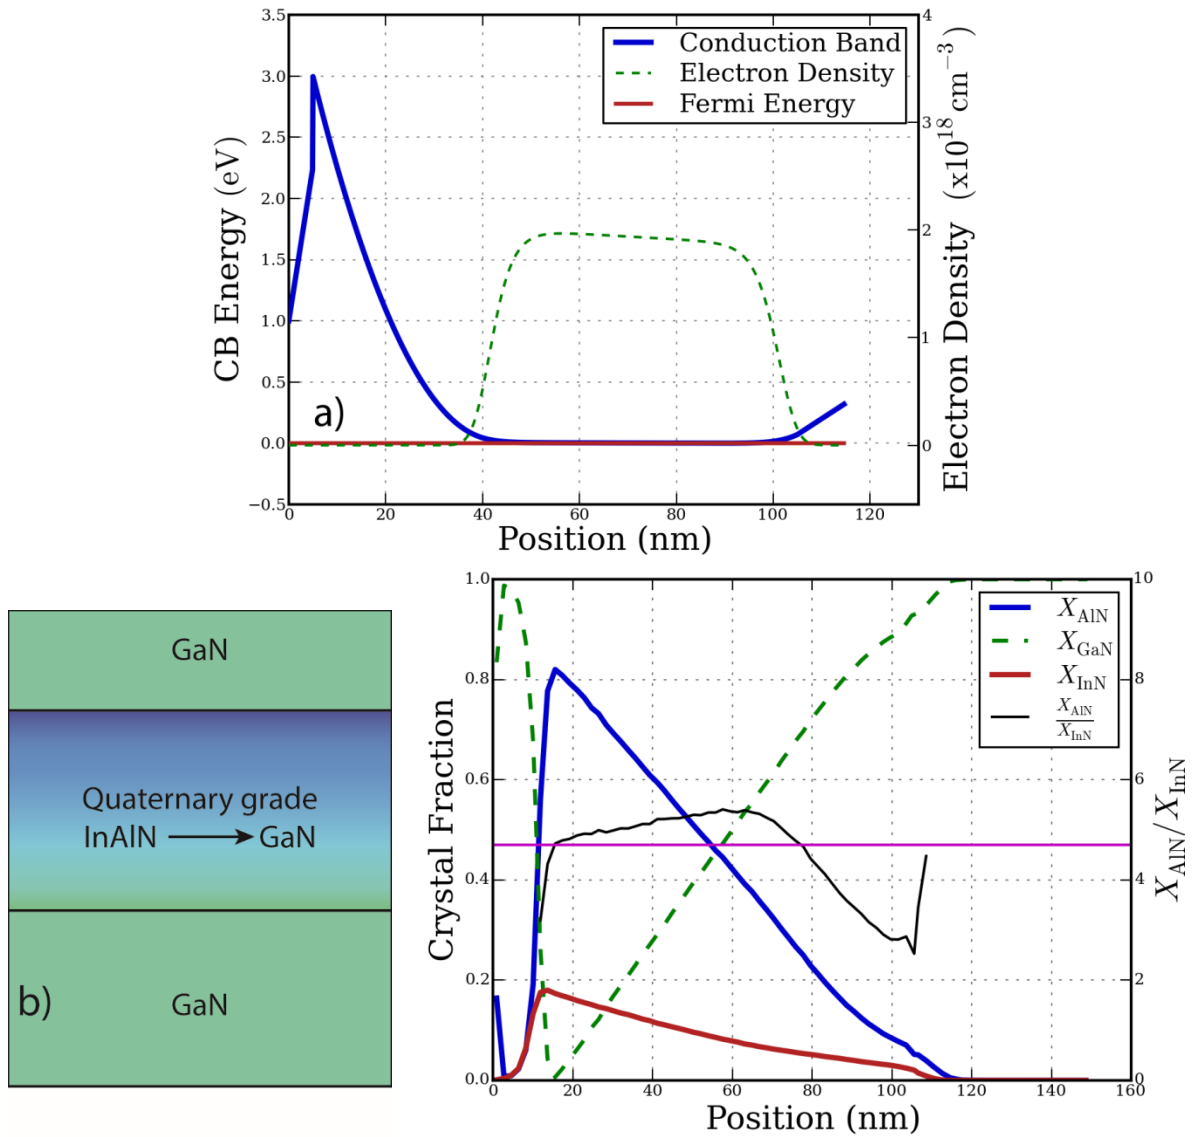 3.5
3.0
2.5
2.0
1.5
1.0
0.5
0.0
−0.5
CB Energy (eV)
Conduction Band
Electron Density
Fermi Energy
a)
4
3
2
1
0
Electron Density (x10^18 cm^−3)
0 20 40 60 80 100 120
Position (nm)
GaN
Quaternary grade
InAlN GaN
b) GaN
1.0
0.8
0.6
0.4
0.2
0.0
Crystal Fraction
X_AlN
X_GaN
X_InN
X_AlN/X_InN
10
8
6
4
2
0
X_AlN/X_InN
0 20 40 60 80 100 120 140 160
Position (nm)